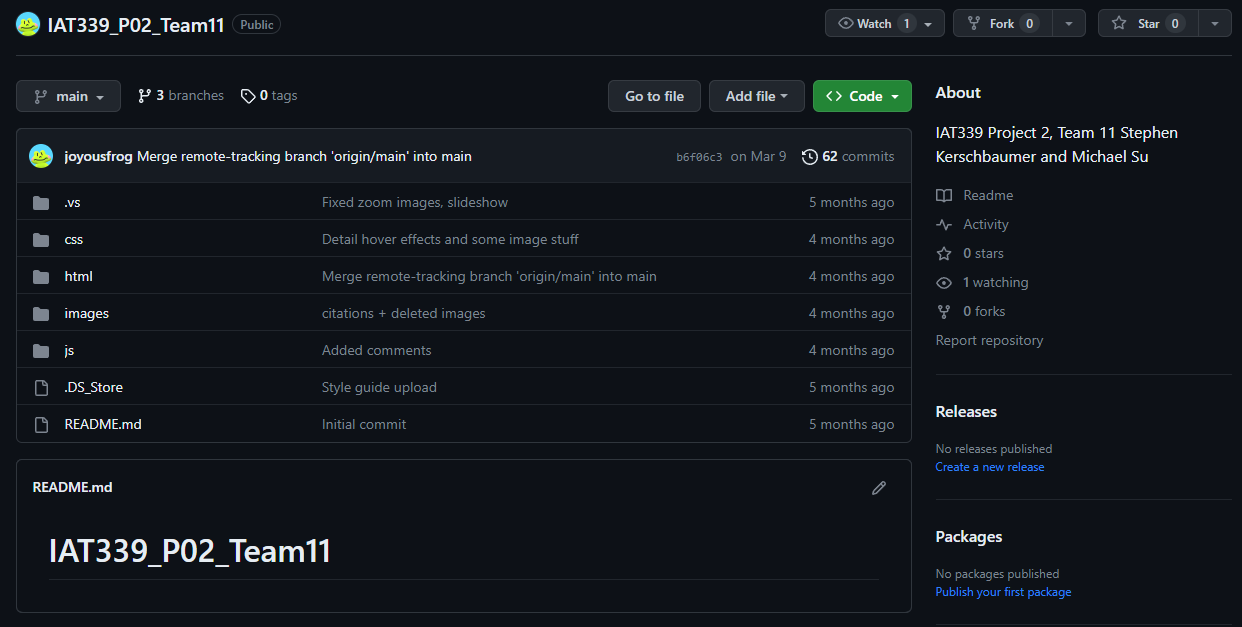 IAT339_P02_Team11 Public Watch 1 Fork 0 Star 0
main 3 branches 0 tags Go to file Add file Code
joyousfrog Merge remote-tracking branch 'origin/main' into main b6f06c3 on Mar 9 62 commits
.vs Fixed zoom images, slideshow 5 months ago
css Detail hover effects and some image stuff 4 months ago
html Merge remote-tracking branch 'origin/main' into main 4 months ago
images citations + deleted images 4 months ago
js Added comments 4 months ago
.DS_Store Style guide upload 5 months ago
README.md Initial commit 5 months ago
README.md
IAT339_P02_Team11
About
IAT339 Project 2, Team 11 Stephen
Kerschbaumer and Michael Su
Readme
Activity
0 stars
1 watching
0 forks
Report repository
Releases
No releases published
Create a new release
Packages
No packages published
Publish your first package